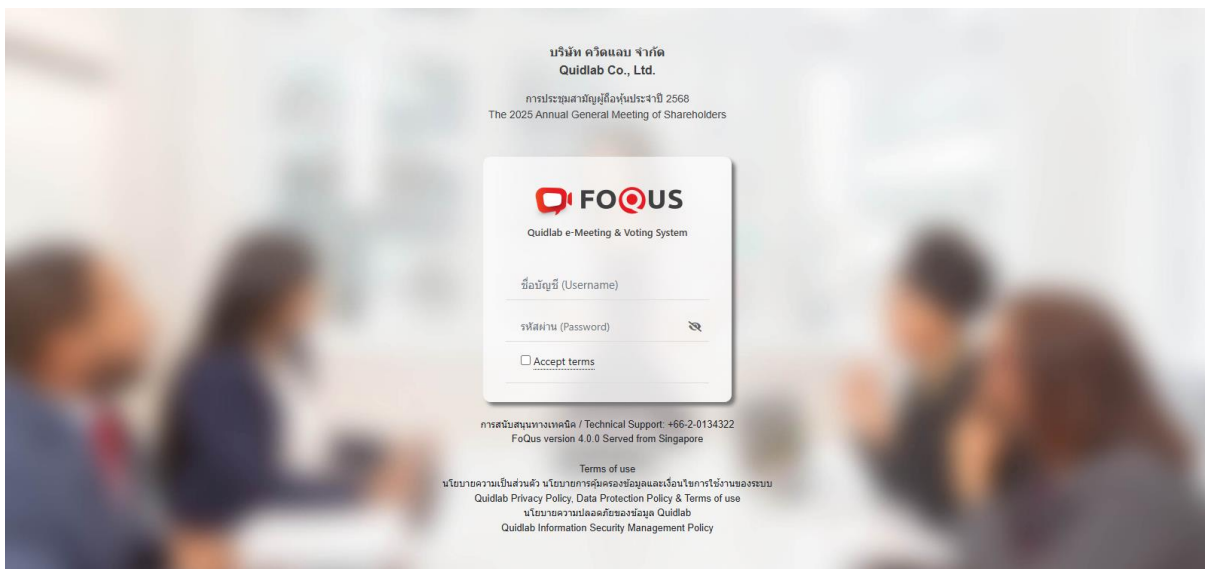 บริษัท ควิดแลบ จำกัด
Quidlab Co., Ltd.
การประชุมสามัญผู้ถือหุ้นประจำปี 2568
The 2025 Annual General Meeting of Shareholders
FOQUS
Quidlab e-Meeting & Voting System
ชื่อบัญชี (Username)
รหัสผ่าน (Password)
Accept terms
การสนับสนุนทางเทคนิค / Technical Support: +66-2-0134322
FoQus version 4.0.0 Served from Singapore
Terms of use
นโยบายความเป็นส่วนตัว นโยบายการคุ้มครองข้อมูลและเงื่อนไขการใช้งานของระบบ
Quidlab Privacy Policy, Data Protection Policy & Terms of use
นโยบายความปลอดภัยของข้อมูล Quidlab
Quidlab Information Security Management Policy